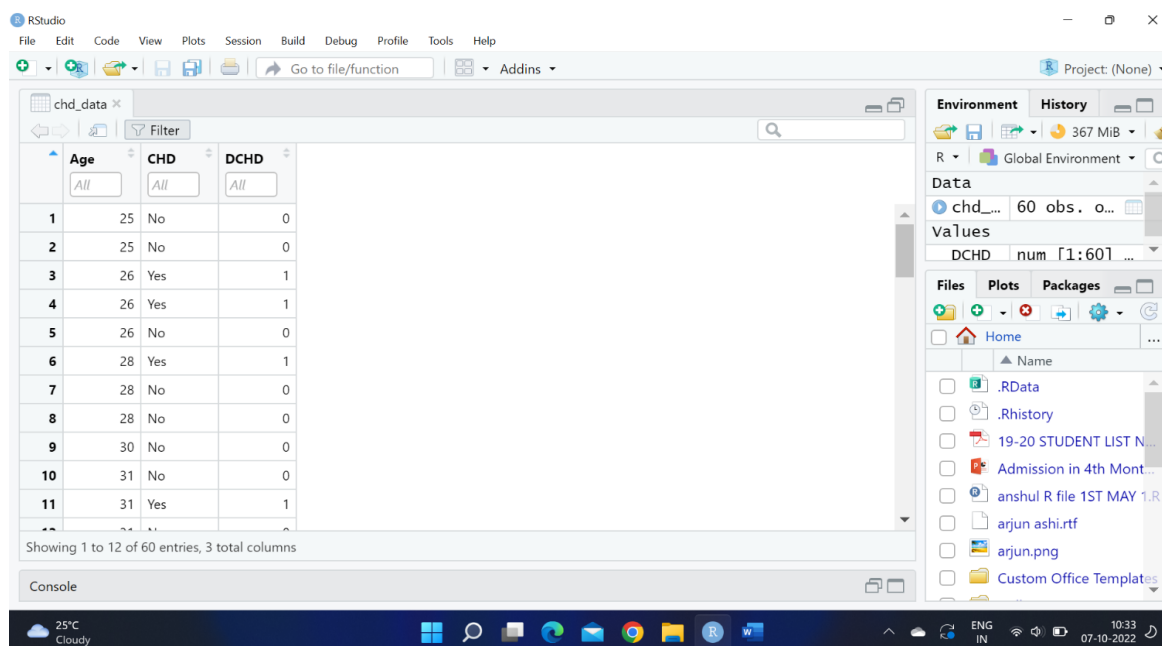 RStudio
File Edit Code View Plots Session Build Debug Profile Tools Help
Go to file/function Addins Project: (None)
chd_data
Filter
Age CHD DCHD
All All All
1 25 No 0
2 25 No 0
3 26 Yes 1
4 26 Yes 1
5 26 No 0
6 28 Yes 1
7 28 No 0
8 28 No 0
9 30 No 0
10 31 No 0
11 31 Yes 1
Showing 1 to 12 of 60 entries, 3 total columns
Console
Environment History
367 MiB
R Global Environment
Data
chd_… 60 obs. o…
Values
DCHD num [1:60] …
Files Plots Packages
Home ...
Name
.RData
.Rhistory
19-20 STUDENT LIST N...
Admission in 4th Mont...
anshul R file 1ST MAY 1.R
arjun ashi.rtf
arjun.png
Custom Office Templates
25°C
Cloudy
ENG
IN
10:33
07-10-2022